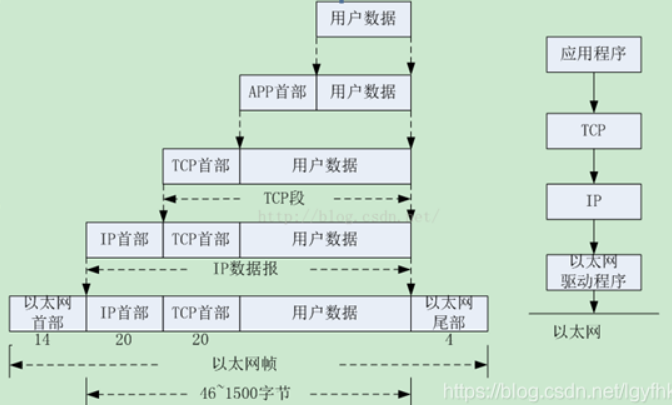 用户数据
应用程序
APP首部 用户数据
TCP
TCP首部 用户数据
TCP段
http://blog.csdn.net/
IP
IP首部 TCP首部 用户数据
IP数据报
以太网
驱动程序
以太网
首部
IP首部 TCP首部 用户数据
以太网
尾部
以太网
14 20 20 4
以太网帧
46~1500字节
https://blog.csdn.net/lgyfhk